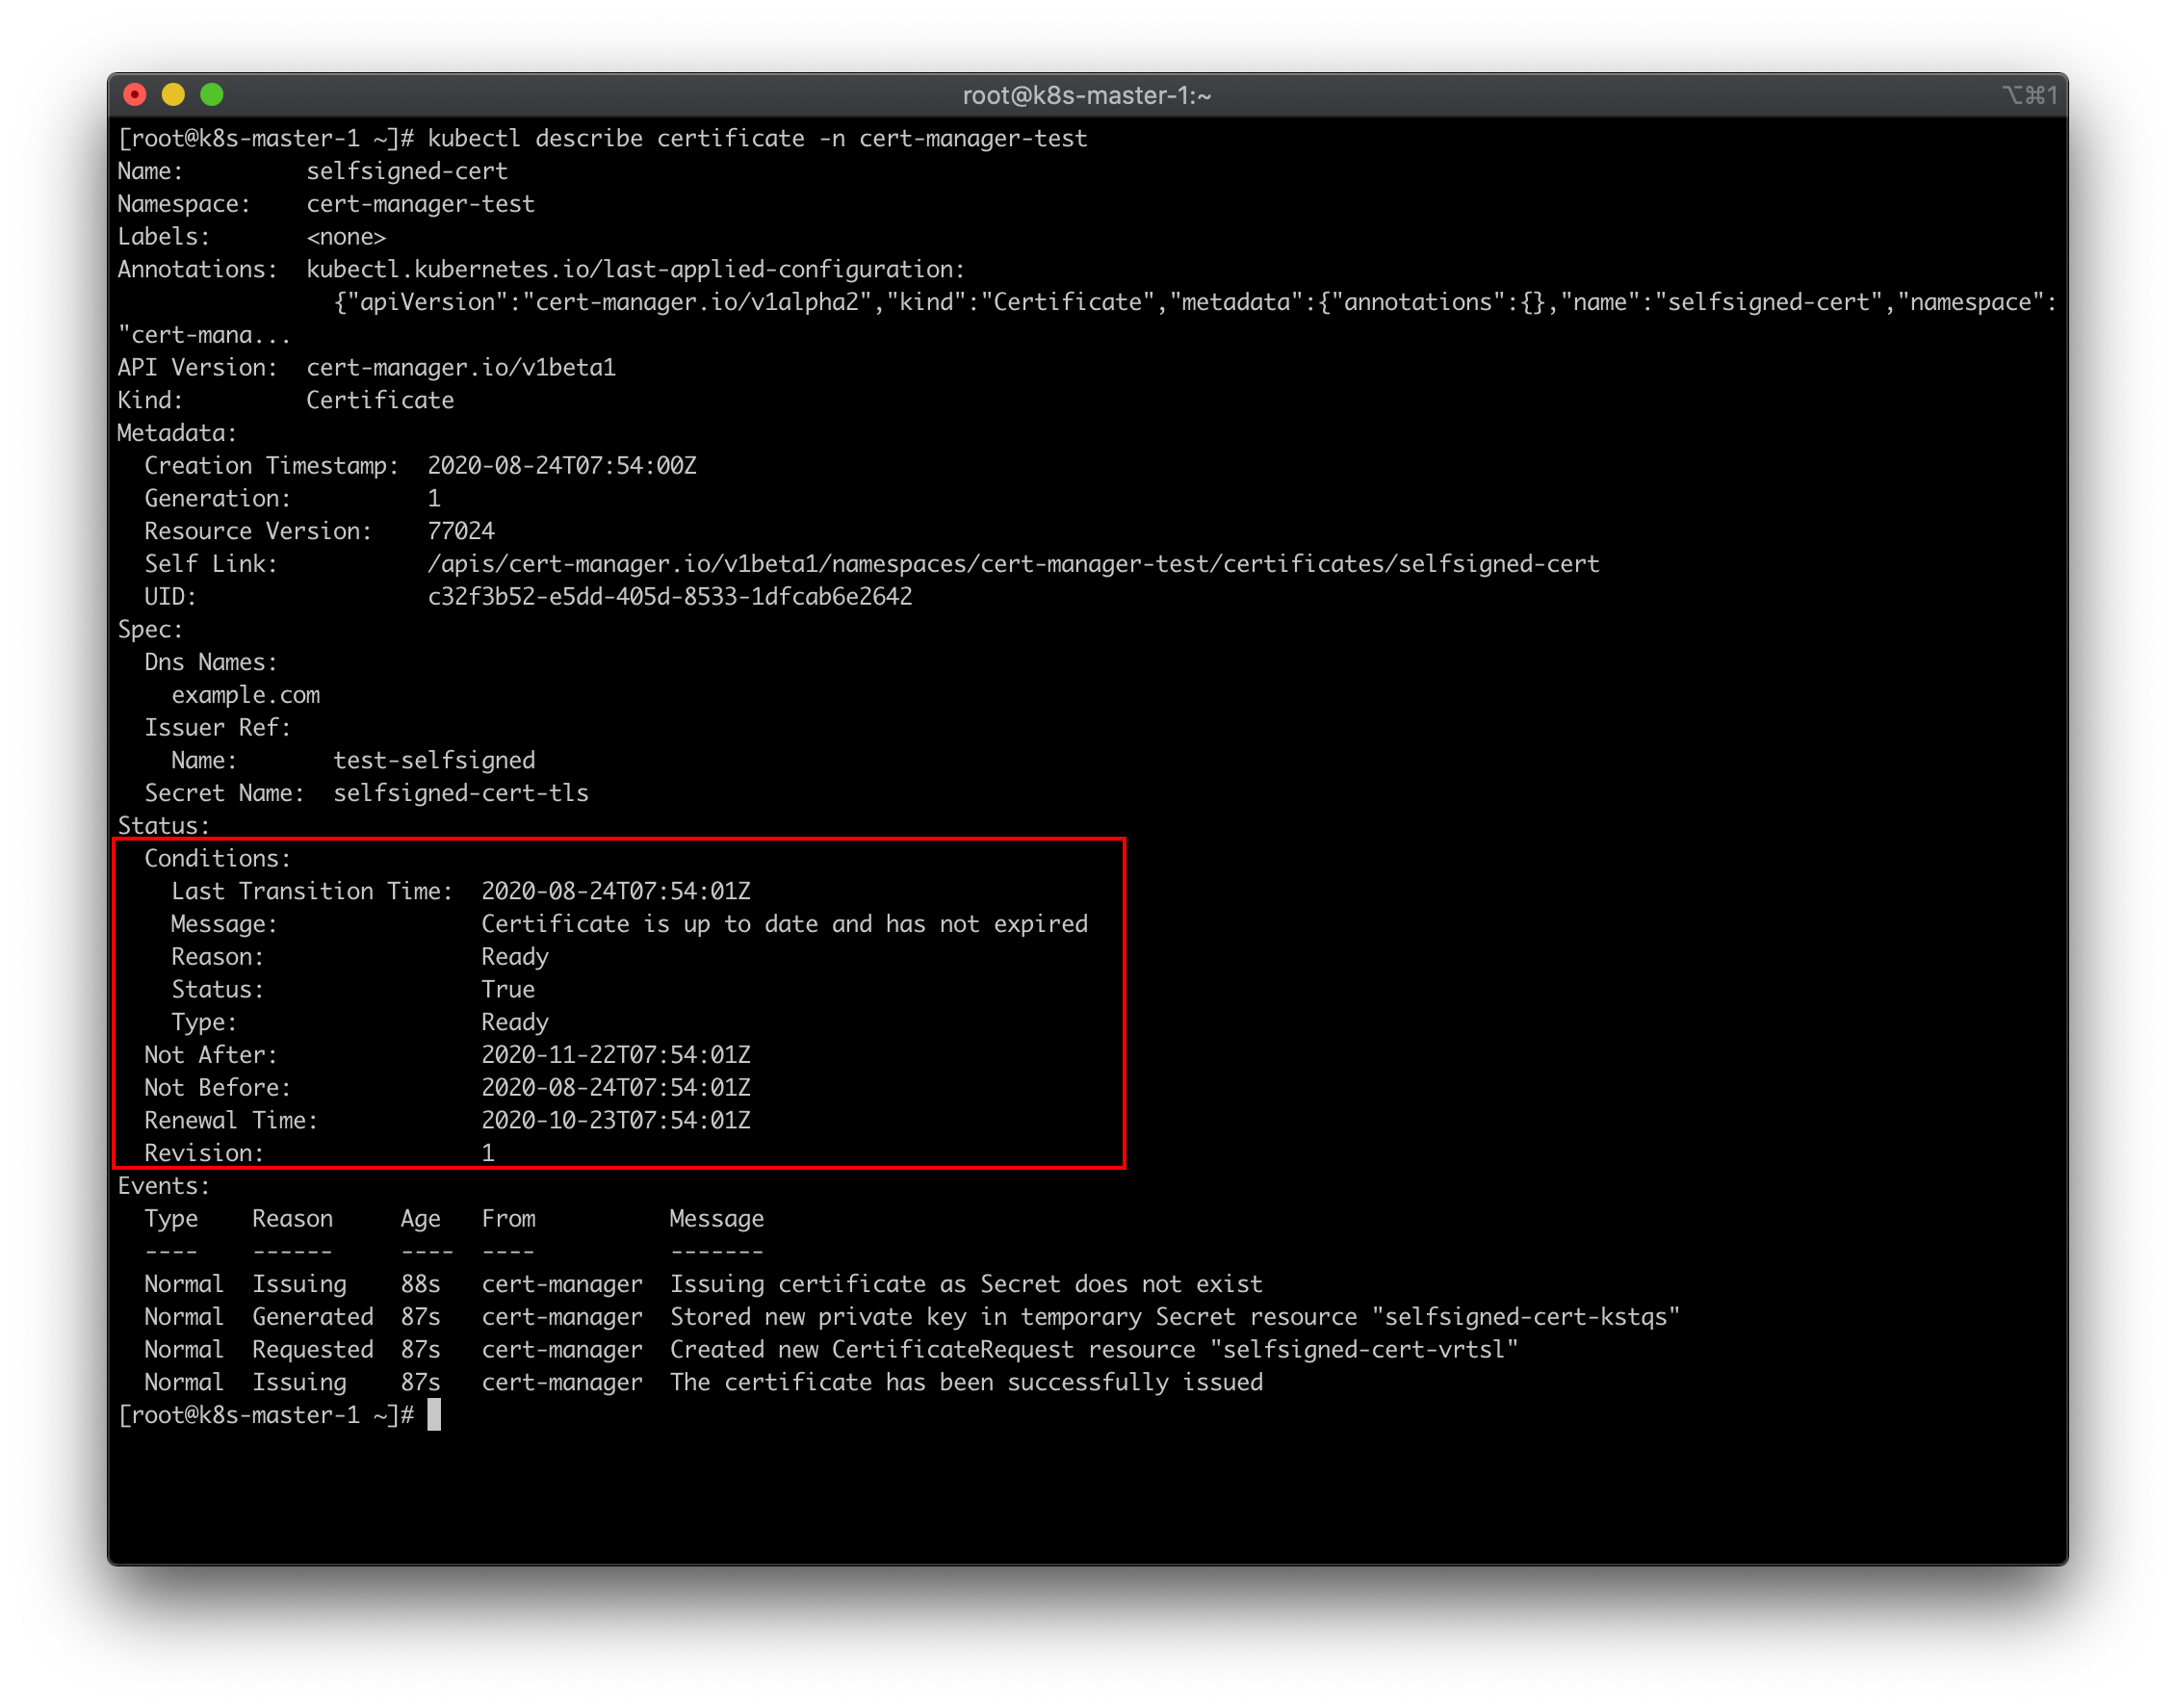 root@k8s-master-1:~
⌥⌘1
[root@k8s-master-1 ~]# kubectl describe certificate -n cert-manager-test
Name:         selfsigned-cert
Namespace:    cert-manager-test
Labels:       <none>
Annotations:  kubectl.kubernetes.io/last-applied-configuration:
                {"apiVersion":"cert-manager.io/v1alpha2","kind":"Certificate","metadata":{"annotations":{},"name":"selfsigned-cert","namespace":
"cert-mana...
API Version:  cert-manager.io/v1beta1
Kind:         Certificate
Metadata:
  Creation Timestamp:  2020-08-24T07:54:00Z
  Generation:          1
  Resource Version:    77024
  Self Link:           /apis/cert-manager.io/v1beta1/namespaces/cert-manager-test/certificates/selfsigned-cert
  UID:                 c32f3b52-e5dd-405d-8533-1dfcab6e2642
Spec:
  Dns Names:
    example.com
  Issuer Ref:
    Name:       test-selfsigned
  Secret Name:  selfsigned-cert-tls
Status:
  Conditions:
    Last Transition Time:  2020-08-24T07:54:01Z
    Message:               Certificate is up to date and has not expired
    Reason:                Ready
    Status:                True
    Type:                  Ready
  Not After:               2020-11-22T07:54:01Z
  Not Before:              2020-08-24T07:54:01Z
  Renewal Time:            2020-10-23T07:54:01Z
  Revision:                1
Events:
  Type    Reason     Age   From          Message
  ----    ------     ----  ----          -------
  Normal  Issuing    88s   cert-manager  Issuing certificate as Secret does not exist
  Normal  Generated  87s   cert-manager  Stored new private key in temporary Secret resource "selfsigned-cert-kstqs"
  Normal  Requested  87s   cert-manager  Created new CertificateRequest resource "selfsigned-cert-vrtsl"
  Normal  Issuing    87s   cert-manager  The certificate has been successfully issued
[root@k8s-master-1 ~]#